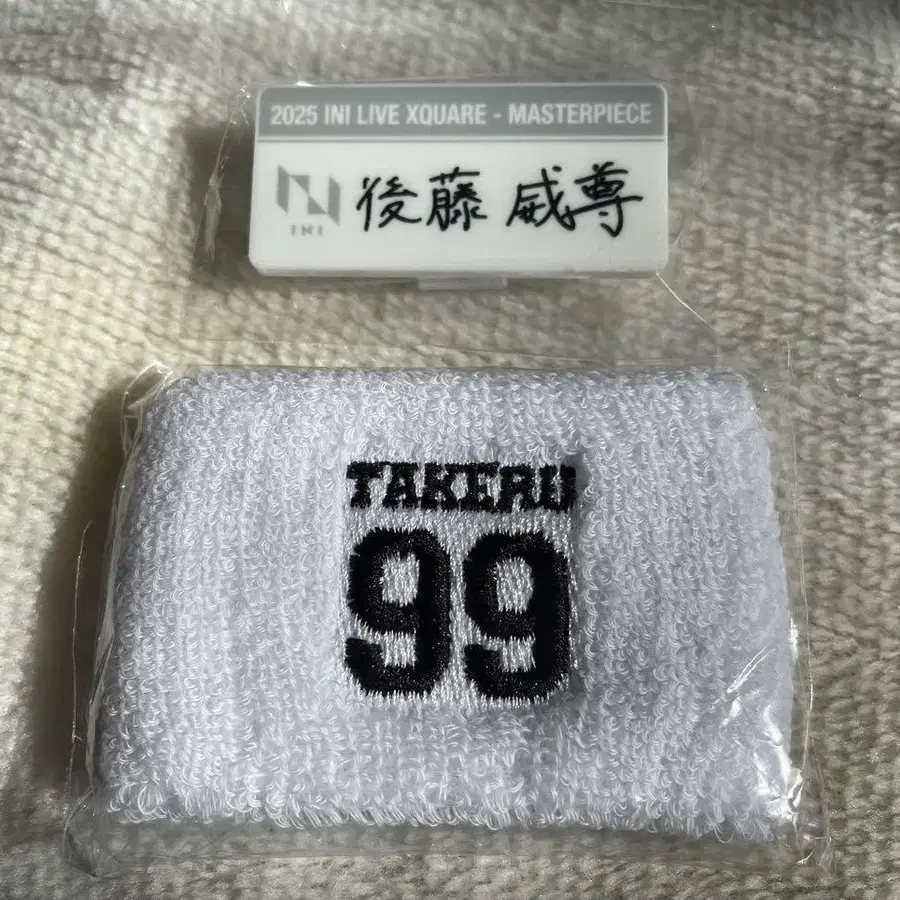 2025 INI LIVE XQUARE - MASTERPIECE
INI
後藤 威尊
TAKERU
99